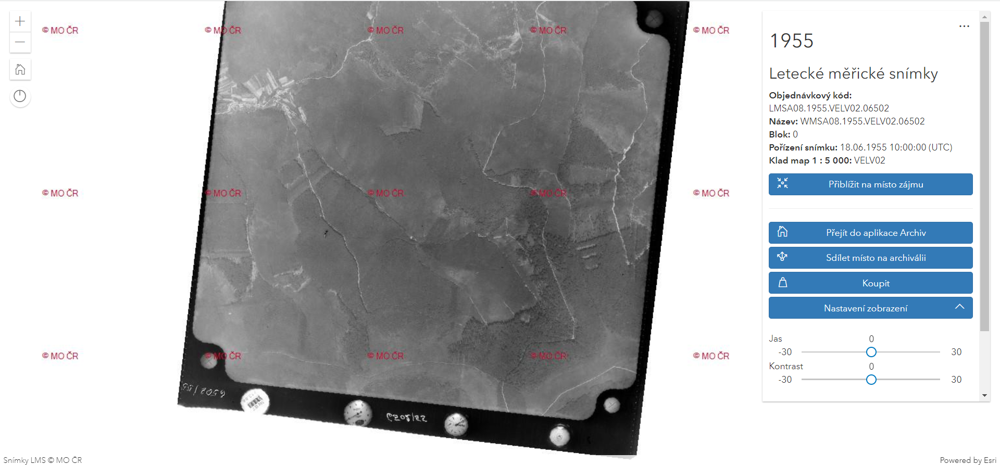 1955
Letecké měřické snímky
Objednávkový kód:
LMSA08.1955.VELV02.06502
Název: WMSA08.1955.VELV02.06502
Blok: 0
Pořízení snímku: 18.06.1955 10:00:00 (UTC)
Klad map 1 : 5 000: VELV02
Přiblížit na místo zájmu
Přejít do aplikace Archiv
Sdílet místo na archiválii
Koupit
Nastavení zobrazení
Jas
0
-30
30
Kontrast
0
-30
30
© MO ČR © MO ČR © MO ČR © MO ČR © MO ČR
© MO ČR © MO ČR © MO ČR © MO ČR © MO ČR
© MO ČR © MO ČR © MO ČR © MO ČR © MO ČR
6502/55
6502/55
Snímky LMS © MO ČR
Powered by Esri